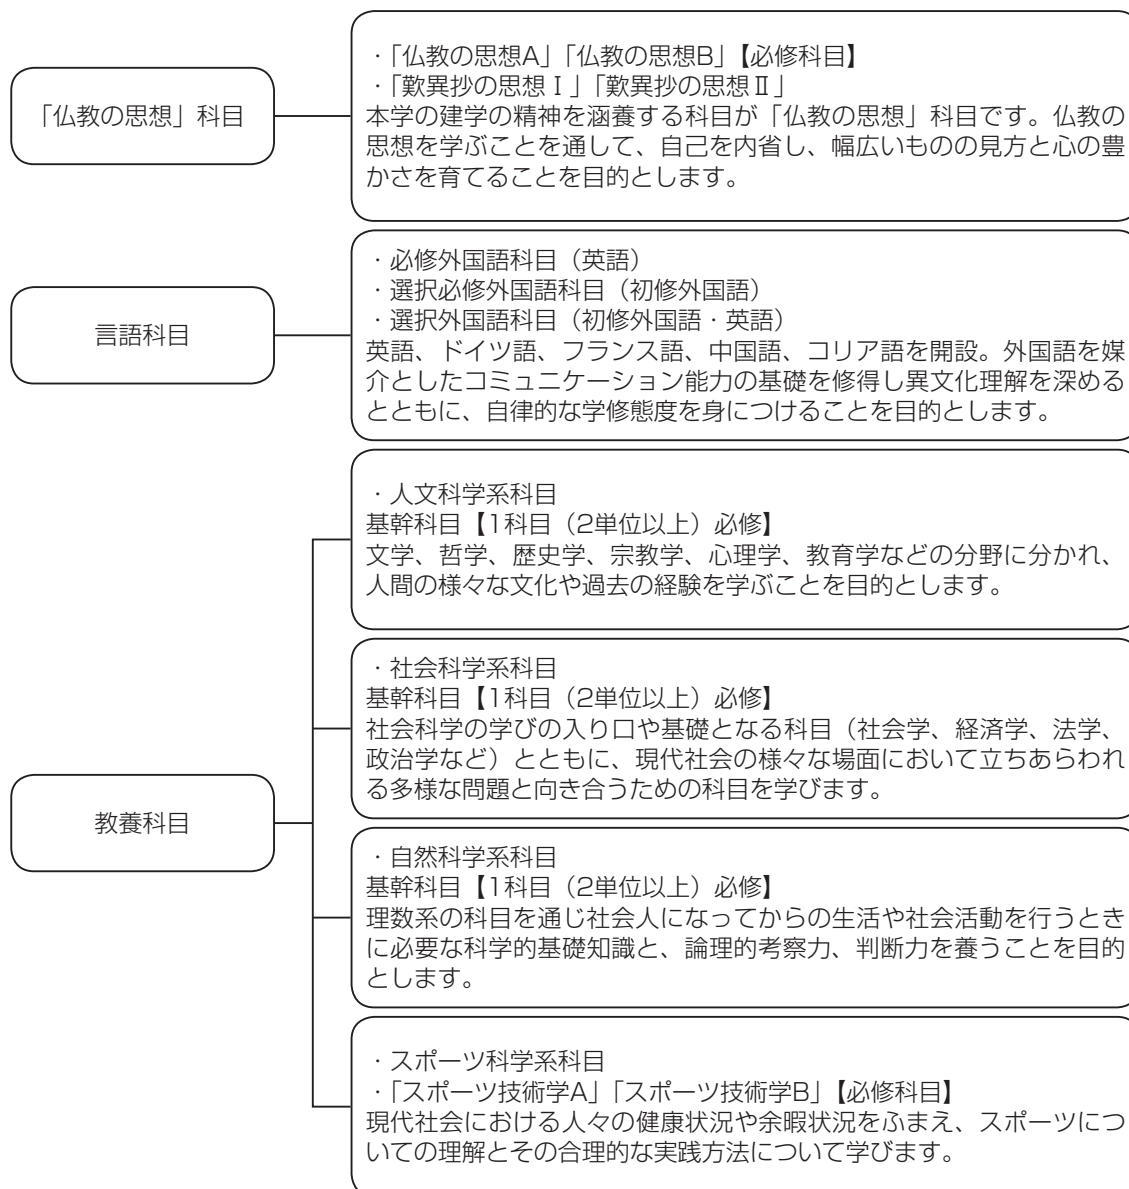 「仏教の思想」科目
・「仏教の思想A」「仏教の思想B」【必修科目】
・「歎異抄の思想Ⅰ」「歎異抄の思想Ⅱ」
本学の建学の精神を涵養する科目が「仏教の思想」科目です。仏教の
思想を学ぶことを通して、自己を内省し、幅広いものの見方と心の豊
かさを育てることを目的とします。
言語科目
・必修外国語科目（英語）
・選択必修外国語科目（初修外国語）
・選択外国語科目（初修外国語・英語）
英語、ドイツ語、フランス語、中国語、コリア語を開設。外国語を媒
介としたコミュニケーション能力の基礎を修得し異文化理解を深める
とともに、自律的な学修態度を身につけることを目的とします。
教養科目
・人文科学系科目
基幹科目【1科目（2単位以上）必修】
文学、哲学、歴史学、宗教学、心理学、教育学などの分野に分かれ、
人間の様々な文化や過去の経験を学ぶことを目的とします。
・社会科学系科目
基幹科目【1科目（2単位以上）必修】
社会科学の学びの入り口や基礎となる科目（社会学、経済学、法学、
政治学など）とともに、現代社会の様々な場面において立ちあらわれ
る多様な問題と向き合うための科目を学びます。
・自然科学系科目
基幹科目【1科目（2単位以上）必修】
理数系の科目を通じ社会人になってからの生活や社会活動を行うとき
に必要な科学的基礎知識と、論理的考察力、判断力を養うことを目的
とします。
・スポーツ科学系科目
・「スポーツ技術学A」「スポーツ技術学B」【必修科目】
現代社会における人々の健康状況や余暇状況をふまえ、スポーツにつ
いての理解とその合理的な実践方法について学びます。